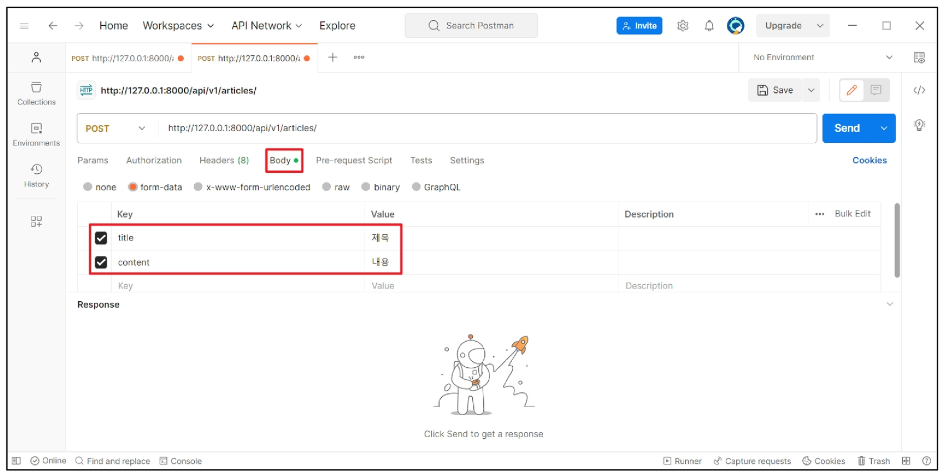 Home Workspaces API Network Explore Search Postman Invite Upgrade
POST http://127.0.0.1:8000/ POST http://127.0.0.1:8000/ No Environment
HTTP http://127.0.0.1:8000/api/v1/articles/ Save
Collections
POST http://127.0.0.1:8000/api/v1/articles/ Send
Environments
Params Authorization Headers (8) Body Pre-request Script Tests Settings Cookies
History
none form-data x-www-form-urlencoded raw binary GraphQL
Key Value Description Bulk Edit
title 제목
content 내용
Key Value Description
Response
Click Send to get a response
Online Find and replace Console Runner Capture requests Cookies Trash